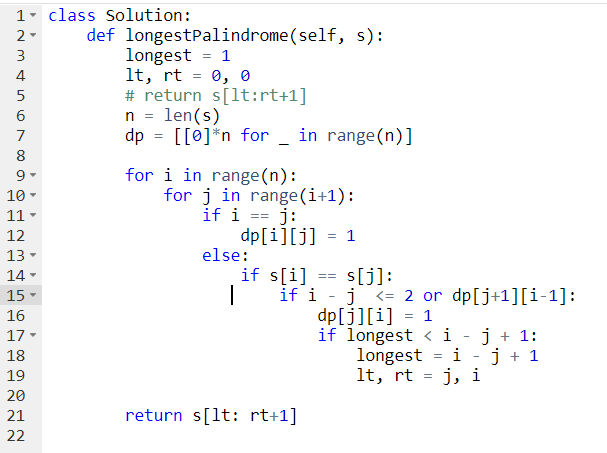 1 class Solution:
2     def longestPalindrome(self, s):
3         longest = 1
4         lt, rt = 0, 0
5         # return s[lt:rt+1]
6         n = len(s)
7         dp = [[0]*n for _ in range(n)]
8
9         for i in range(n):
10             for j in range(i+1):
11                 if i == j:
12                     dp[i][j] = 1
13                 else:
14                     if s[i] == s[j]:
15                         if i - j  <= 2 or dp[j+1][i-1]:
16                             dp[j][i] = 1
17                             if longest < i - j + 1:
18                                 longest = i - j + 1
19                                 lt, rt = j, i
20
21         return s[lt: rt+1]
22